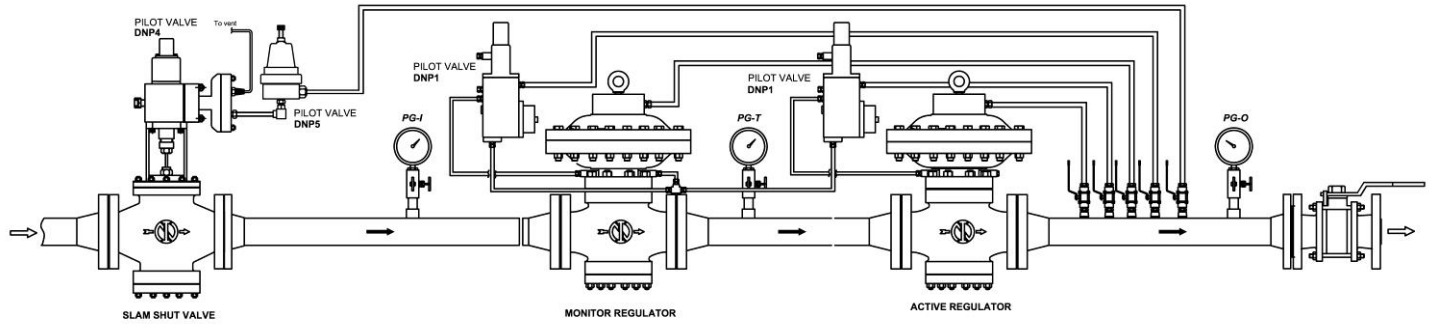 PILOT VALVE
DNP4
To vent
PILOT VALVE
DNP5
PILOT VALVE
DNP1
PILOT VALVE
DNP1
PG-I
PG-T
PG-O
SLAM SHUT VALVE
MONITOR REGULATOR
ACTIVE REGULATOR